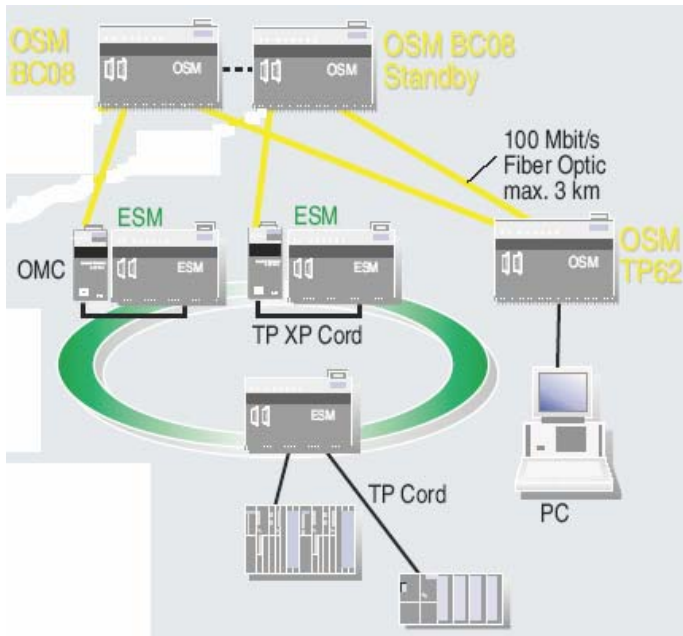 OSM
BC08
OSM
OSM
OSM BC08
Standby
100 Mbit/s
Fiber Optic
max. 3 km
ESM
ESM
OMC
ESM
ESM
OSM
OSM
TP62
TP XP Cord
ESM
TP Cord
PC